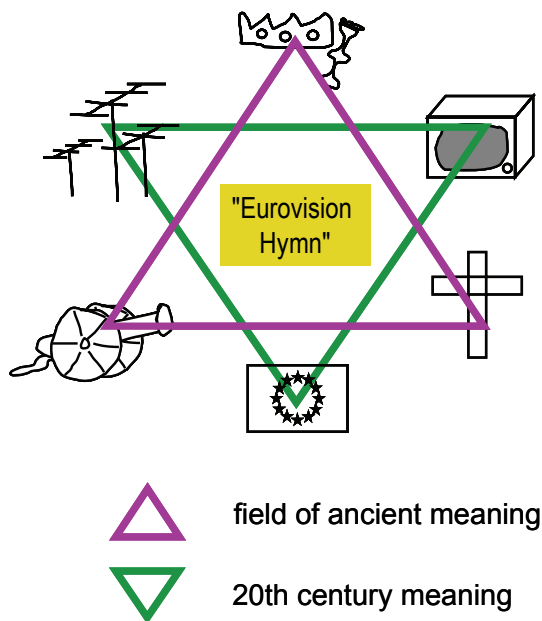 "Eurovision
Hymn"
field of ancient meaning
20th century meaning